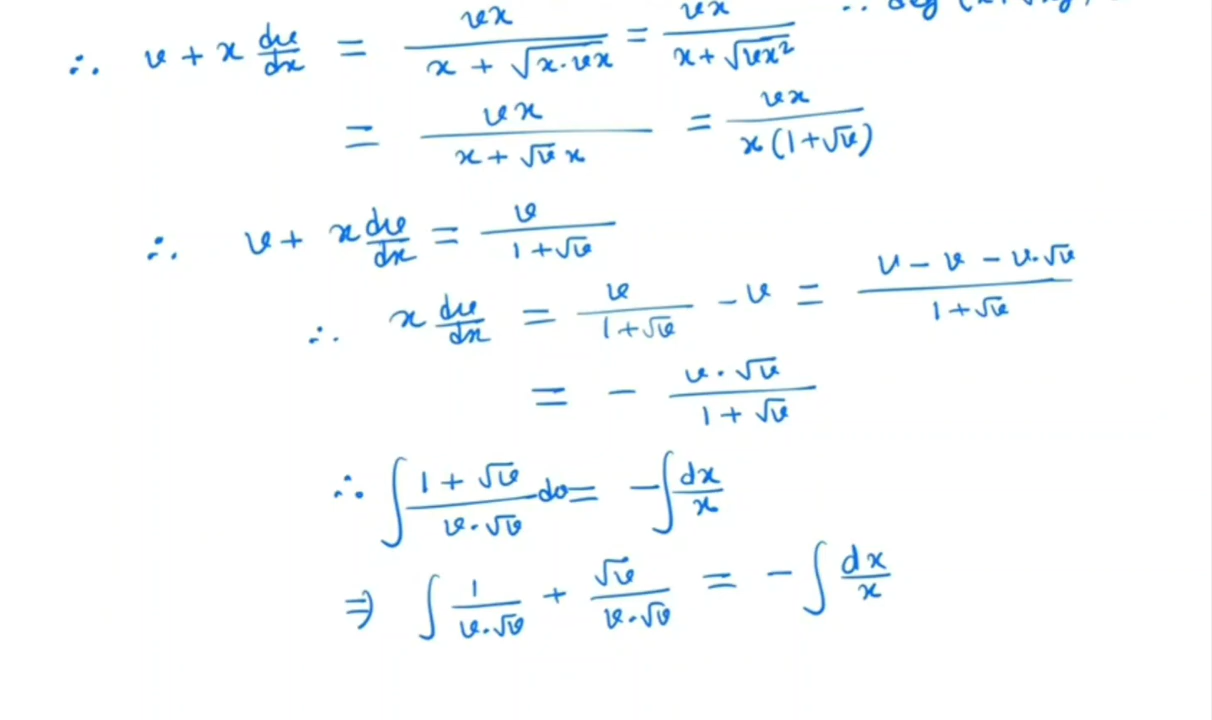 ∴ v + x dv/dx = vx/(x + √(x·vx)) = vx/(x + √(vx²))
= vx/(x + √v x) = vx/(x(1+√v))
∴ v + x dv/dx = v/(1+√v)
∴ x dv/dx = v/(1+√v) - v = (v - v - v·√v)/(1+√v)
= - (v·√v)/(1+√v)
∴ ∫ (1+√v)/(v·√v) dv = -∫ dx/x
⇒ ∫ 1/(v·√v) + √v/(v·√v) = -∫ dx/x